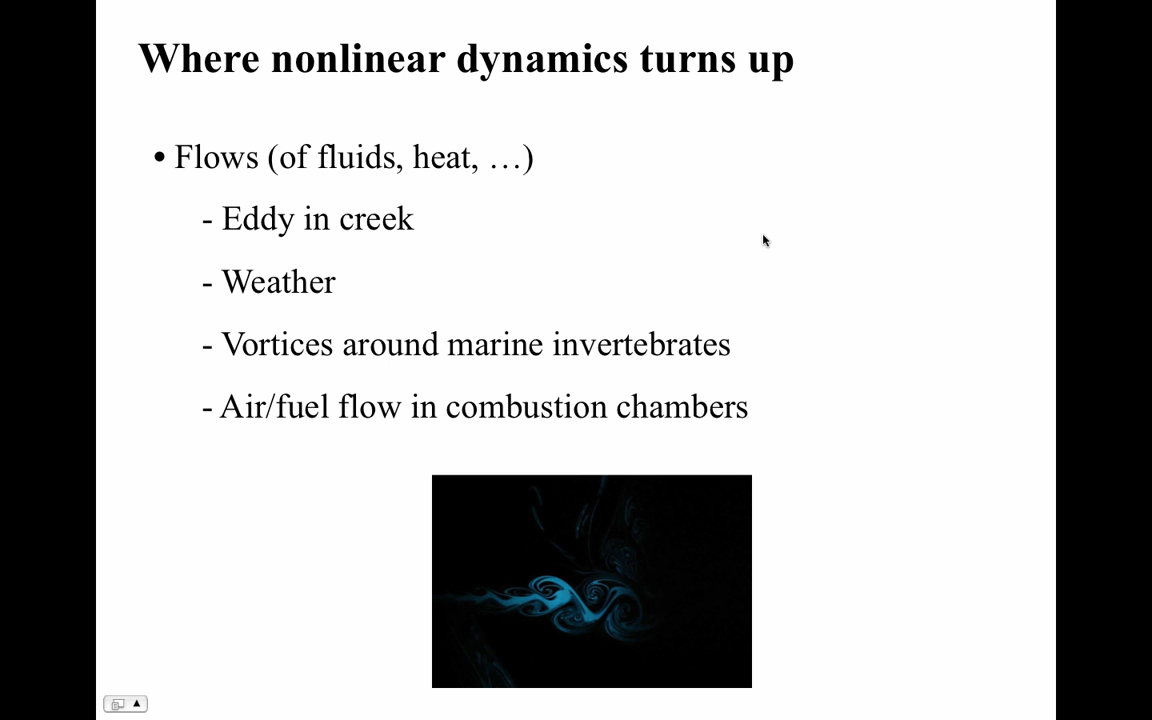 Where nonlinear dynamics turns up
• Flows (of fluids, heat, …)
- Eddy in creek
- Weather
- Vortices around marine invertebrates
- Air/fuel flow in combustion chambers